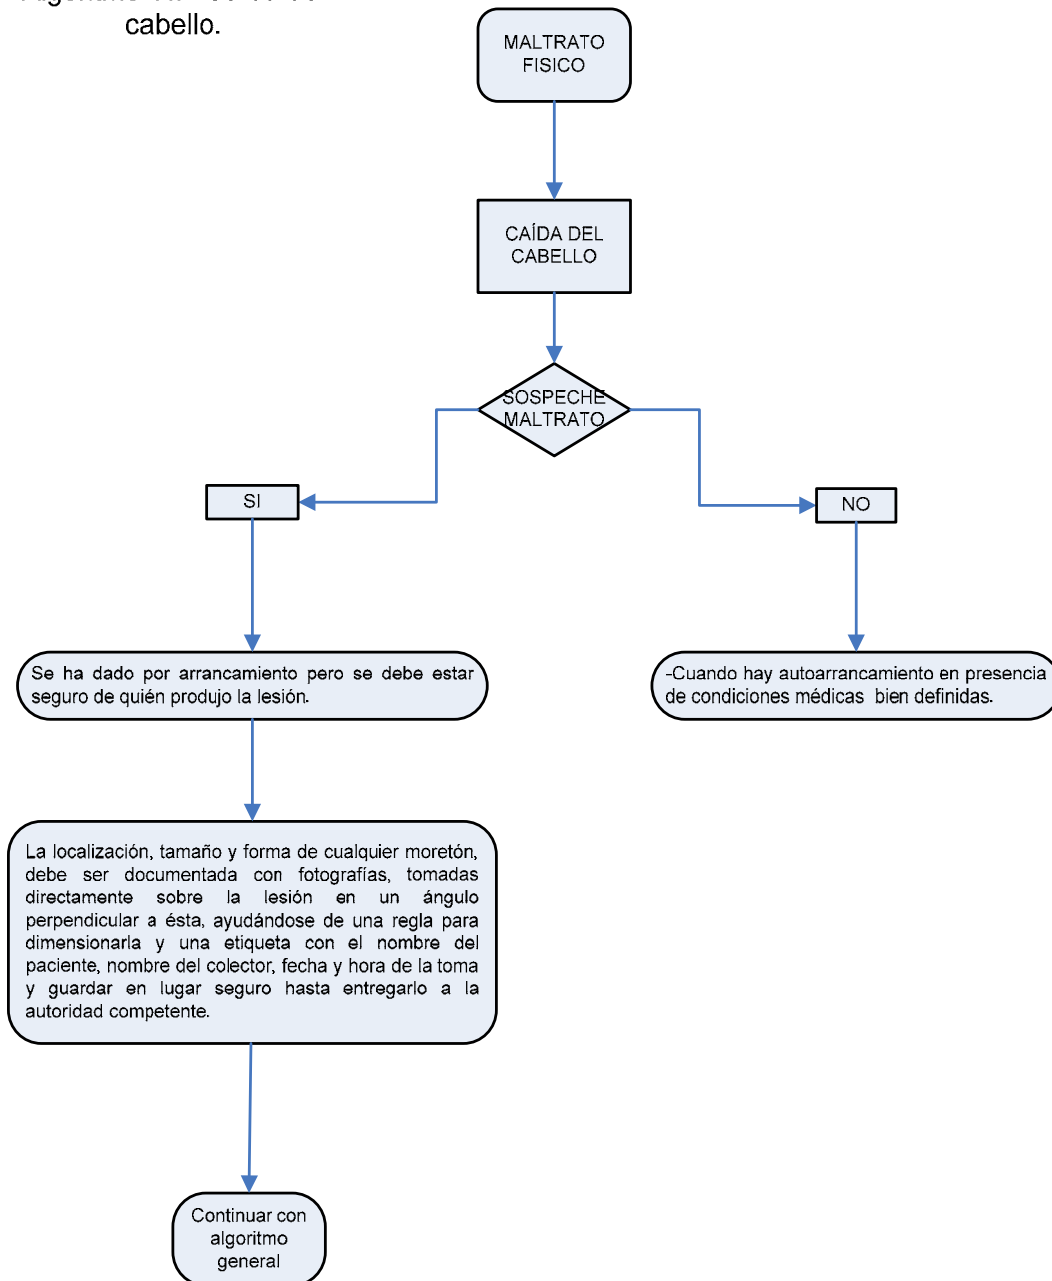 cabello.
MALTRATO
FISICO
CAÍDA DEL
CABELLO
SOSPECHE
MALTRATO
SI
NO
Se ha dado por arrancamiento pero se debe estar
seguro de quién produjo la lesión.
-Cuando hay autoarrancamiento en presencia
de condiciones médicas bien definidas.
La localización, tamaño y forma de cualquier moretón,
debe ser documentada con fotografías, tomadas
directamente sobre la lesión en un ángulo
perpendicular a ésta, ayudándose de una regla para
dimensionarla y una etiqueta con el nombre del
paciente, nombre del colector, fecha y hora de la toma
y guardar en lugar seguro hasta entregarlo a la
autoridad competente.
Continuar con
algoritmo
general